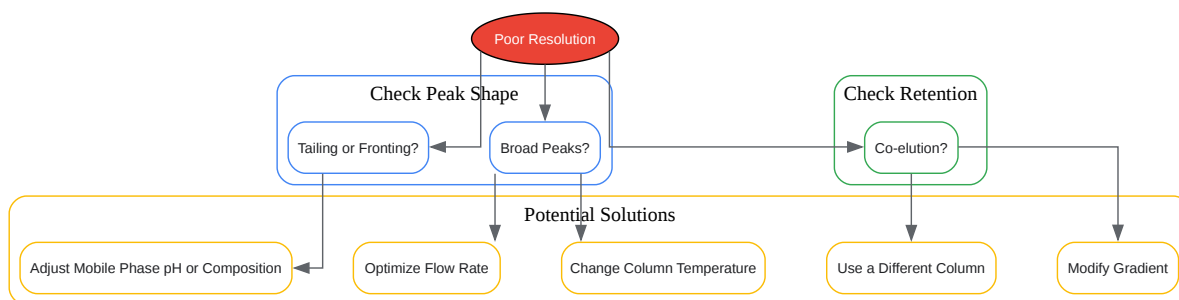 Poor Resolution
Check Peak Shape
Check Retention
Tailing or Fronting?
Broad Peaks?
Co-elution?
Potential Solutions
Adjust Mobile Phase pH or Composition
Optimize Flow Rate
Change Column Temperature
Use a Different Column
Modify Gradient